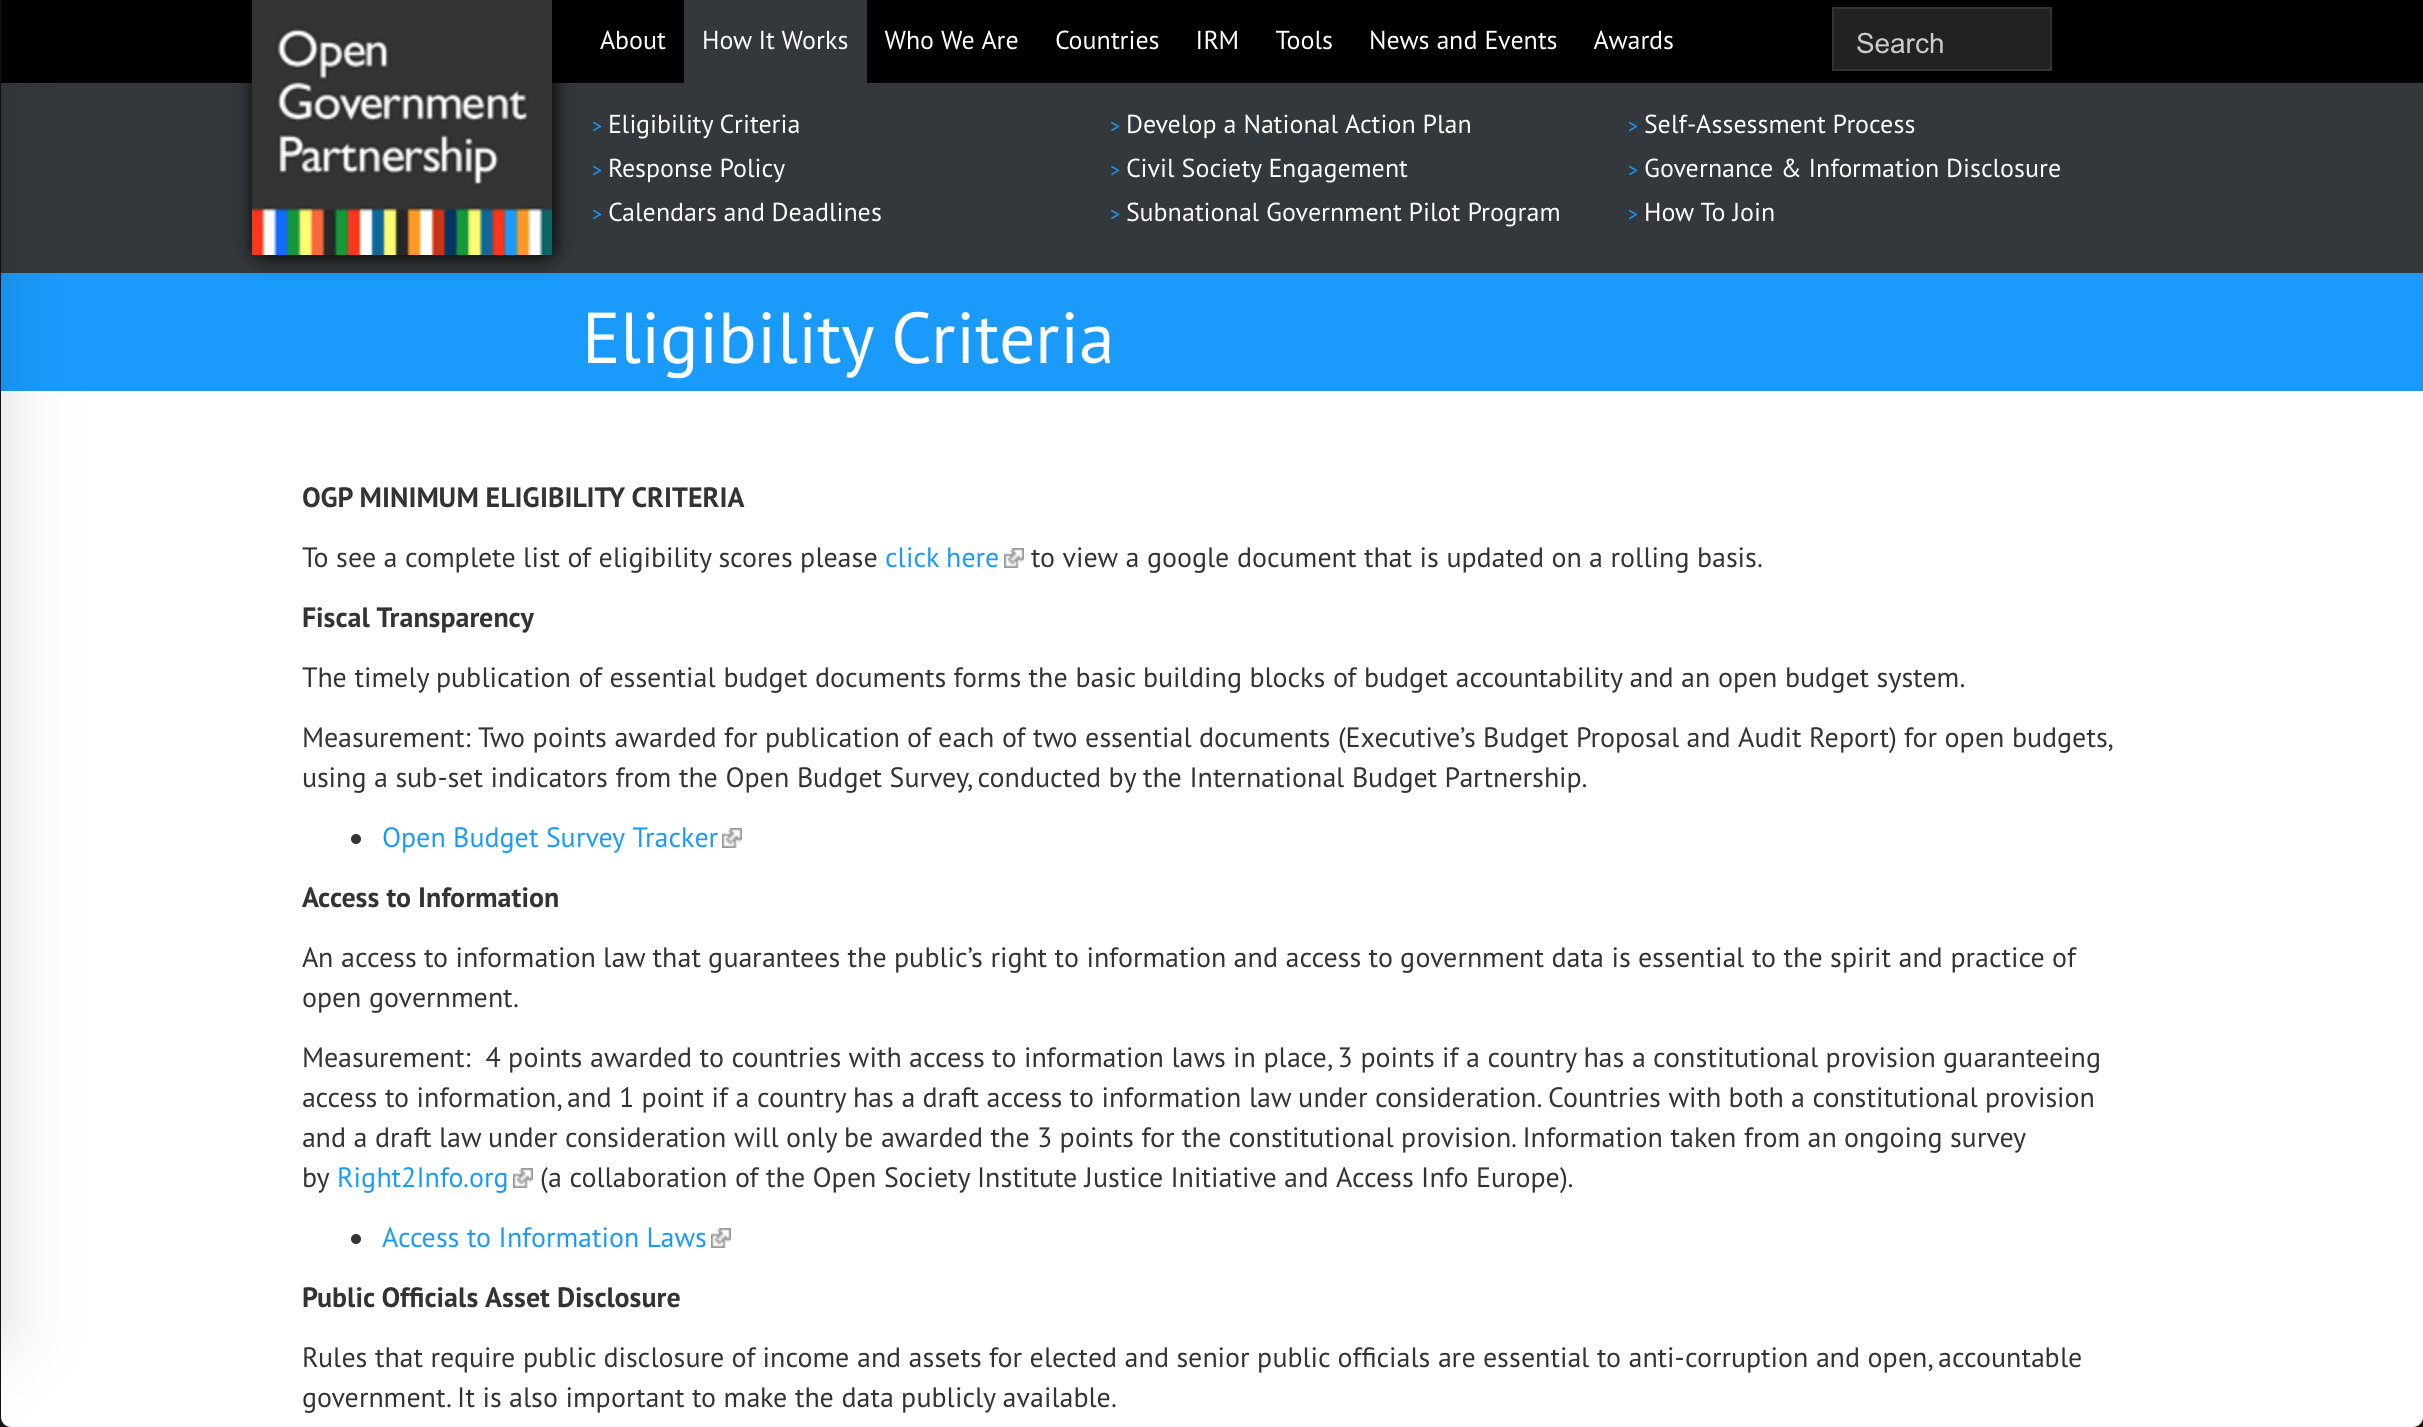 Open
Government
Partnership
About How It Works Who We Are Countries IRM Tools News and Events Awards Search
> Eligibility Criteria
> Response Policy
> Calendars and Deadlines
> Develop a National Action Plan
> Civil Society Engagement
> Subnational Government Pilot Program
> Self-Assessment Process
> Governance & Information Disclosure
> How To Join
Eligibility Criteria
OGP MINIMUM ELIGIBILITY CRITERIA
To see a complete list of eligibility scores please click here to view a google document that is updated on a rolling basis.
Fiscal Transparency
The timely publication of essential budget documents forms the basic building blocks of budget accountability and an open budget system.
Measurement: Two points awarded for publication of each of two essential documents (Executive’s Budget Proposal and Audit Report) for open budgets,
using a sub-set indicators from the Open Budget Survey, conducted by the International Budget Partnership.
• Open Budget Survey Tracker
Access to Information
An access to information law that guarantees the public’s right to information and access to government data is essential to the spirit and practice of
open government.
Measurement:  4 points awarded to countries with access to information laws in place, 3 points if a country has a constitutional provision guaranteeing
access to information, and 1 point if a country has a draft access to information law under consideration. Countries with both a constitutional provision
and a draft law under consideration will only be awarded the 3 points for the constitutional provision. Information taken from an ongoing survey
by Right2Info.org (a collaboration of the Open Society Institute Justice Initiative and Access Info Europe).
• Access to Information Laws
Public Officials Asset Disclosure
Rules that require public disclosure of income and assets for elected and senior public officials are essential to anti-corruption and open, accountable
government. It is also important to make the data publicly available.